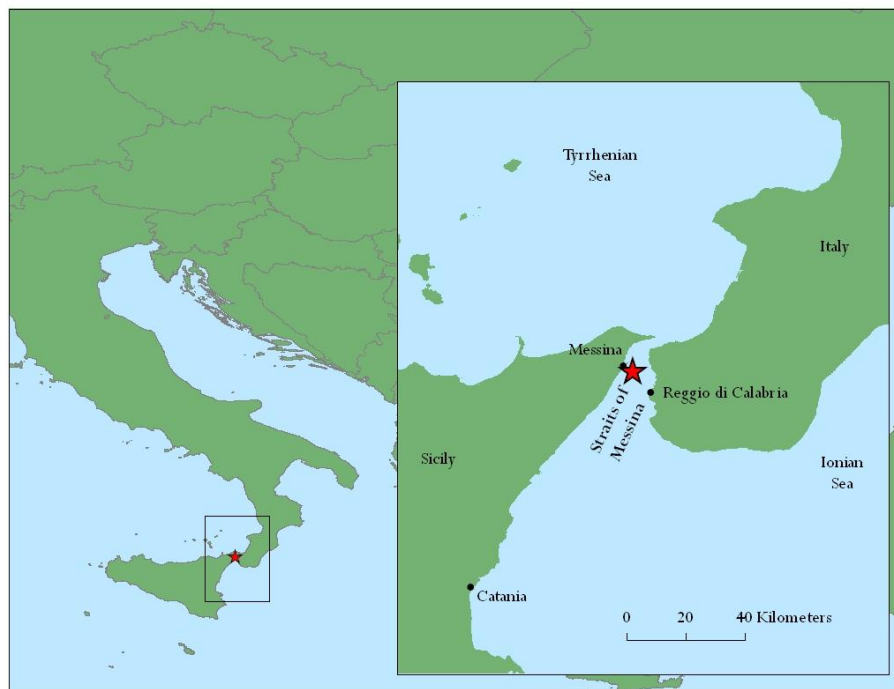 Tyrrhenian
Sea
Italy
Messina
Reggio di Calabria
Straits of
Messina
Sicily
Ionian
Sea
Catania
0 20 40 Kilometers